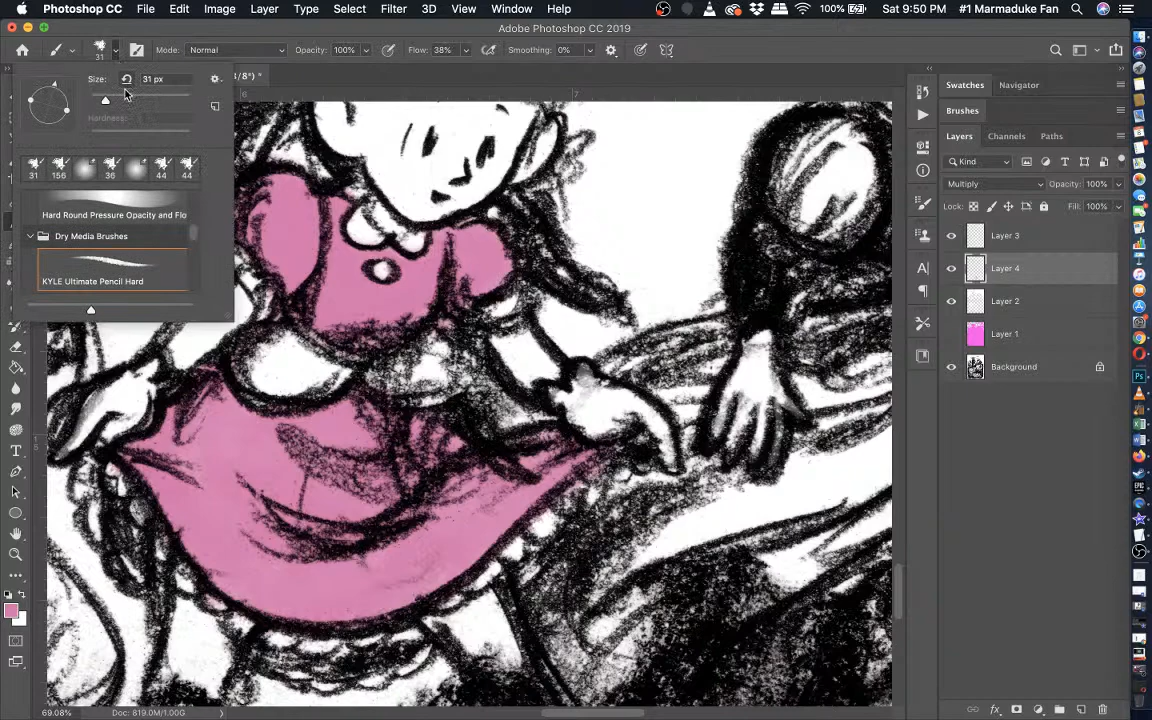 Photoshop CC File Edit Image Layer Type Select Filter 3D View Window Help 100% Sat 9:50 PM #1 Marmaduke Fan
Adobe Photoshop CC 2019
31 Mode: Normal Opacity: 100% Flow: 38% Smoothing: 0%
/8*) *
Size: 31 px
Hardness:
31 156 36 44 44
Hard Round Pressure Opacity and Flo
Dry Media Brushes
KYLE Ultimate Pencil Hard
6 7
Swatches Navigator
Brushes
Layers Channels Paths
Kind
Multiply Opacity: 100%
Lock: Fill: 100%
Layer 3
Layer 4
Layer 2
Layer 1
Background
69.08% Doc: 819.0M/1.00G